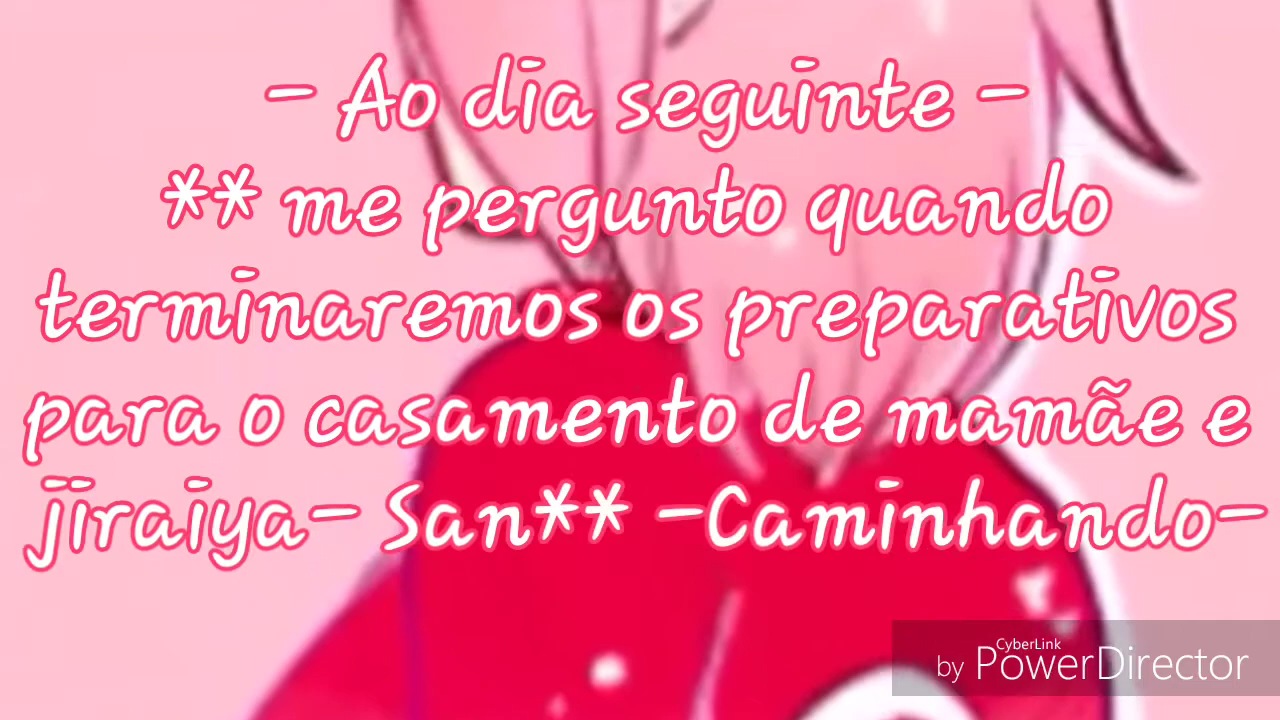 - Ao dia seguinte -
** me pergunto quando
terminaremos os preparativos
para o casamento de mamãe e
jiraiya- San** -Caminhando-
CyberLink
by PowerDirector